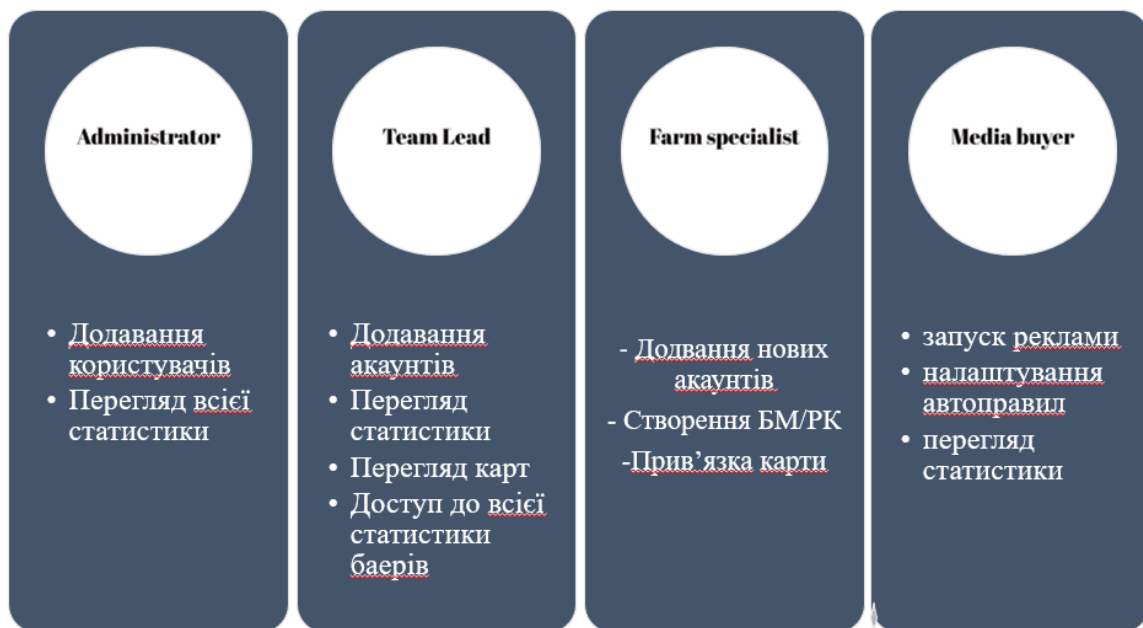 Administrator
• Додавання
користувачів
• Перегляд всієї
статистики
Team Lead
• Додавання
акаунтів
• Перегляд
статистики
• Перегляд карт
• Доступ до всієї
статистики
баерів
Farm specialist
- Додвання нових
акаунтів
- Створення БМ/РК
-Прив’язка карти
Media buyer
• запуск реклами
• налаштування
автоправил
• перегляд
статистики